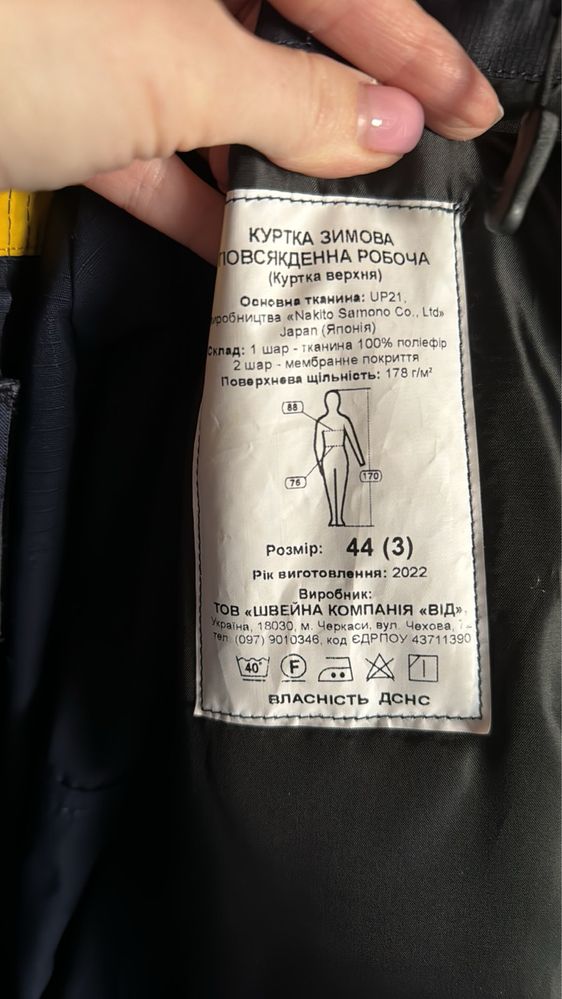 КУРТКА ЗИМОВА
ПОВСЯКДЕННА РОБОЧА
(Куртка верхня)
Основна тканина: UP21,
виробництва «Nakito Samono Co., Ltd»
Japan (Японія)
Склад: 1 шар - тканина 100% поліефір
2 шар - мембранне покриття
Поверхнева щільність: 178 г/м²
88
76
170
Розмір: 44 (3)
Рік виготовлення: 2022
Виробник:
ТОВ «ШВЕЙНА КОМПАНІЯ «ВІД»,
Україна, 18030, м. Черкаси, вул. Чехова,
тел. (097) 9010346, код ЄДРПОУ 43711390
40°
F
ВЛАСНІСТЬ ДСНС